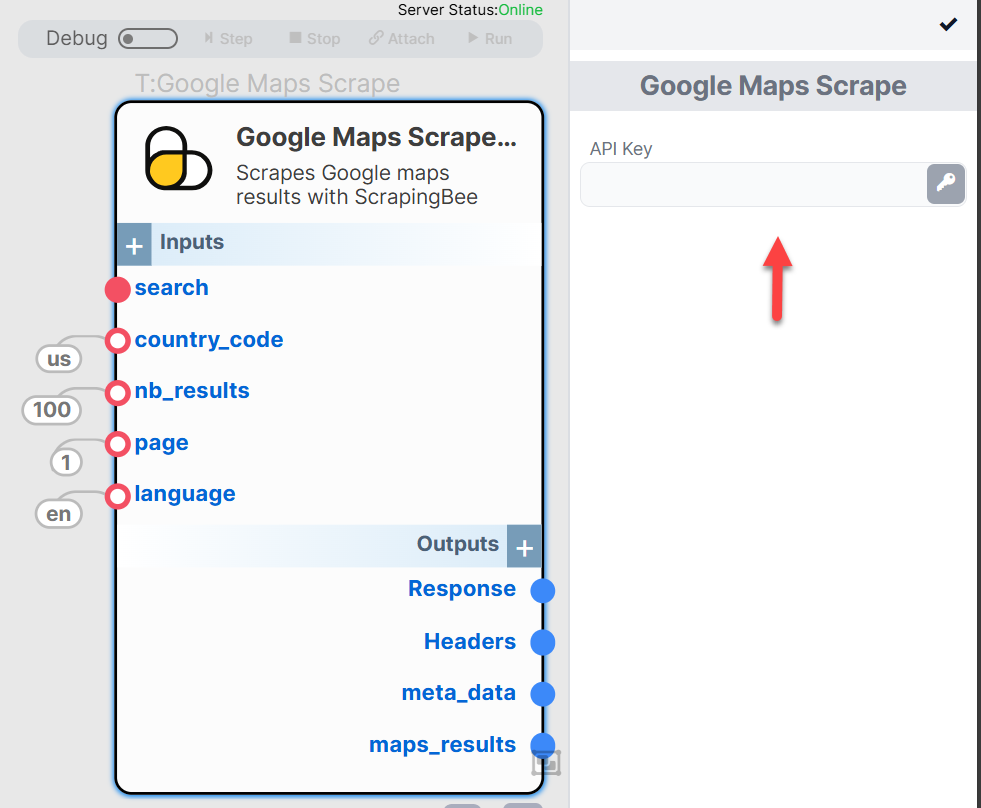 Server Status:Online
Debug
Step
Stop
Attach
Run
T:Google Maps Scrape
Google Maps Scrape...
Scrapes Google maps
results with ScrapingBee
+ Inputs
search
country_code
us
nb_results
100
page
1
language
en
Outputs +
Response
Headers
meta_data
maps_results
Google Maps Scrape
API Key